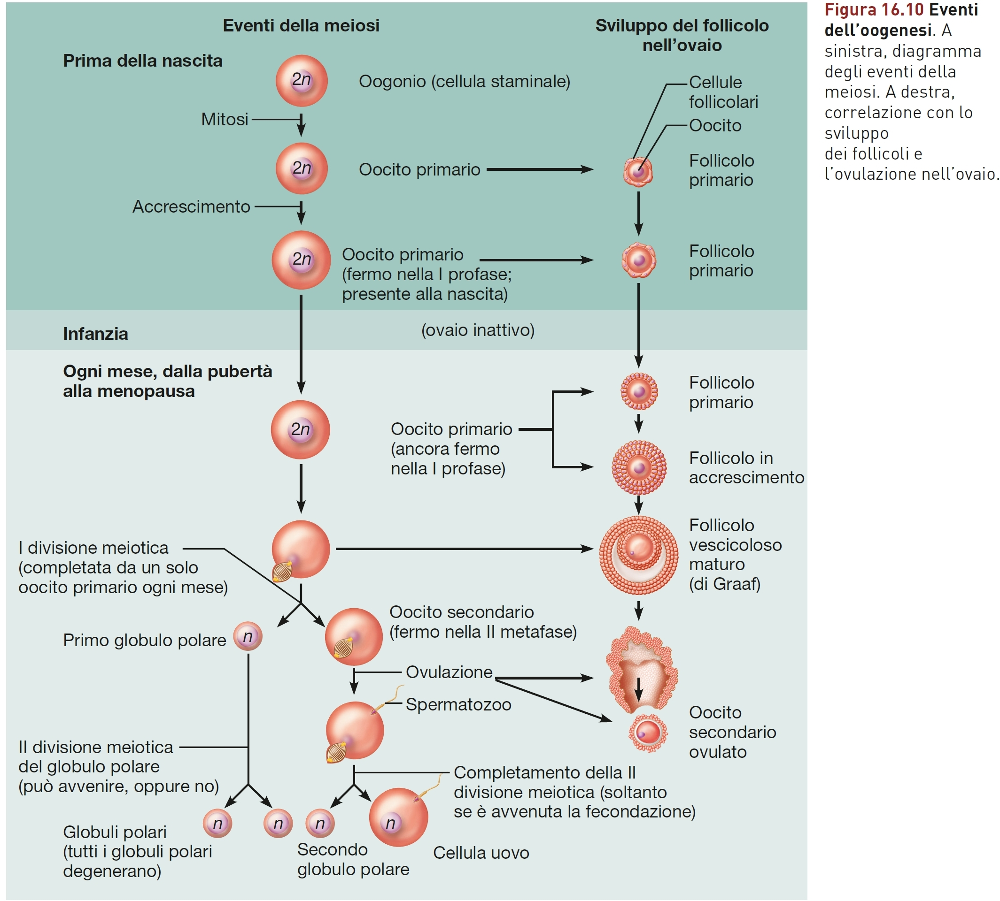 Eventi della meiosi
Sviluppo del follicolo
nell'ovaio
Prima della nascita
2n
Oogonio (cellula staminale)
Cellule
follicolari
Mitosi
Oocito
2n
Oocito primario
Follicolo
primario
Accrescimento
2n
Oocito primario
(fermo nella I profase;
presente alla nascita)
Follicolo
primario
Infanzia
(ovaio inattivo)
Ogni mese, dalla pubertà
alla menopausa
Follicolo
primario
2n
Oocito primario
(ancora fermo
nella I profase)
Follicolo in
accrescimento
I divisione meiotica
(completata da un solo
oocito primario ogni mese)
Follicolo
vescicoloso
maturo
(di Graaf)
Oocito secondario
(fermo nella II metafase)
Primo globulo polare
n
Ovulazione
Spermatozoo
Oocito
secondario
ovulato
II divisione meiotica
del globulo polare
(può avvenire, oppure no)
Completamento della II
divisione meiotica (soltanto
se è avvenuta la fecondazione)
n
n
n
n
Globuli polari
(tutti i globuli polari
degenerano)
Secondo
globulo polare
Cellula uovo
Figura 16.10 Eventi
dell'oogenesi. A
sinistra, diagramma
degli eventi della
meiosi. A destra,
correlazione con lo
sviluppo
dei follicoli e
l'ovulazione nell'ovaio.